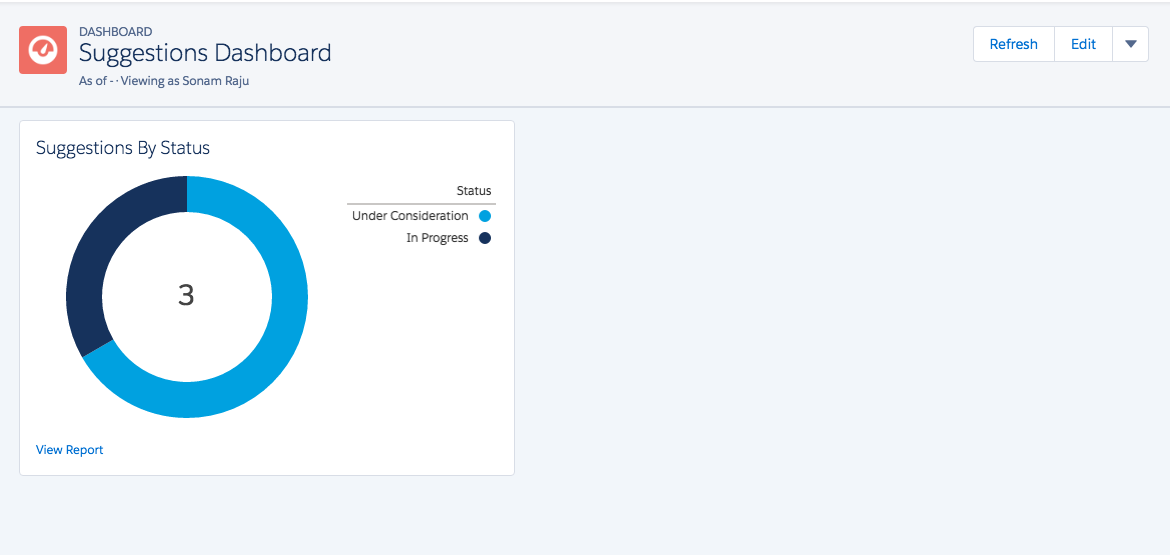 DASHBOARD
Suggestions Dashboard
As of - · Viewing as Sonam Raju
Refresh
Edit
Suggestions By Status
Status
Under Consideration
In Progress
3
View Report